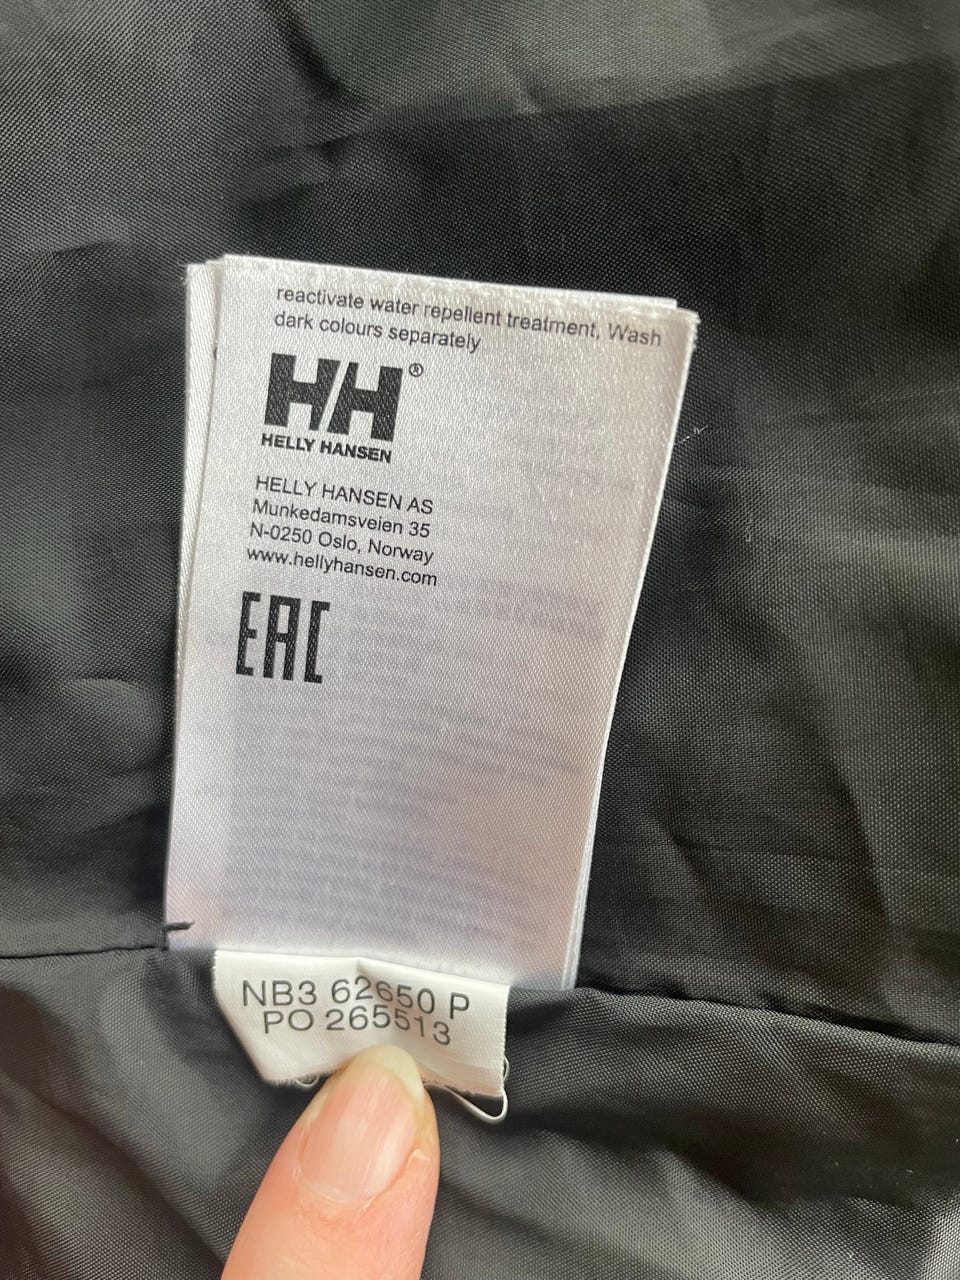 reactivate water repellent treatment, Wash
dark colours separately
HH®
HELLY HANSEN
HELLY HANSEN AS
Munkedamsveien 35
N-0250 Oslo, Norway
www.hellyhansen.com
EAC
NB3 62650 P
PO 265513